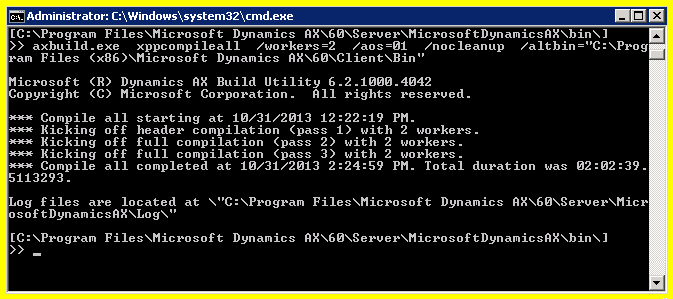 Administrator: C:\Windows\system32\cmd.exe
[C:\Program Files\Microsoft Dynamics AX\60\Server\MicrosoftDynamicsAX\bin\]
>> axbuild.exe  xppcompileall  /workers=2  /aos=01  /nocleanup  /altbin="C:\Prog
ram Files (x86)\Microsoft Dynamics AX\60\Client\Bin"
Microsoft (R) Dynamics AX Build Utility 6.2.1000.4042
Copyright (C) Microsoft Corporation.  All rights reserved.
*** Compile all starting at 10/31/2013 12:22:19 PM.
*** Kicking off header compilation (pass 1) with 2 workers.
*** Kicking off full compilation (pass 2) with 2 workers.
*** Kicking off full compilation (pass 3) with 2 workers.
*** Compile all completed at 10/31/2013 2:24:59 PM. Total duration was 02:02:39.
5113293.
Log files are located at \"C:\Program Files\Microsoft Dynamics AX\60\Server\Micr
osoftDynamicsAX\Log\"
[C:\Program Files\Microsoft Dynamics AX\60\Server\MicrosoftDynamicsAX\bin\]
>> _